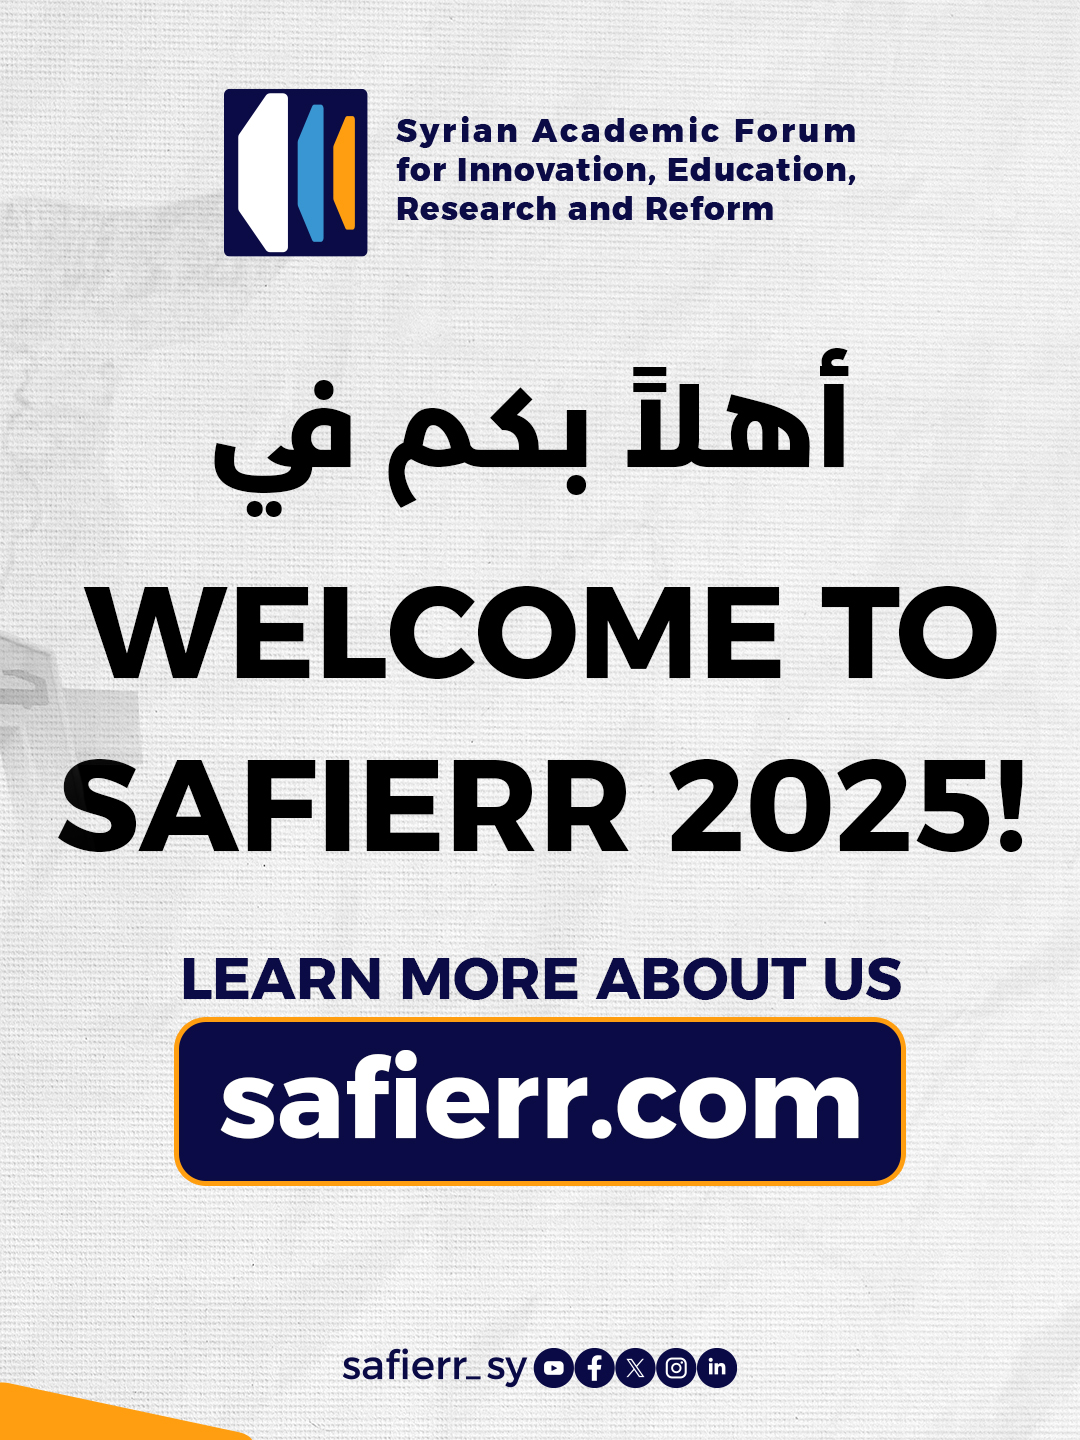 Syrian Academic Forum
for Innovation, Education,
Research and Reform
أهلاً بكم في
WELCOME TO
SAFIERR 2025!
LEARN MORE ABOUT US
safierr.com
safierr_sy